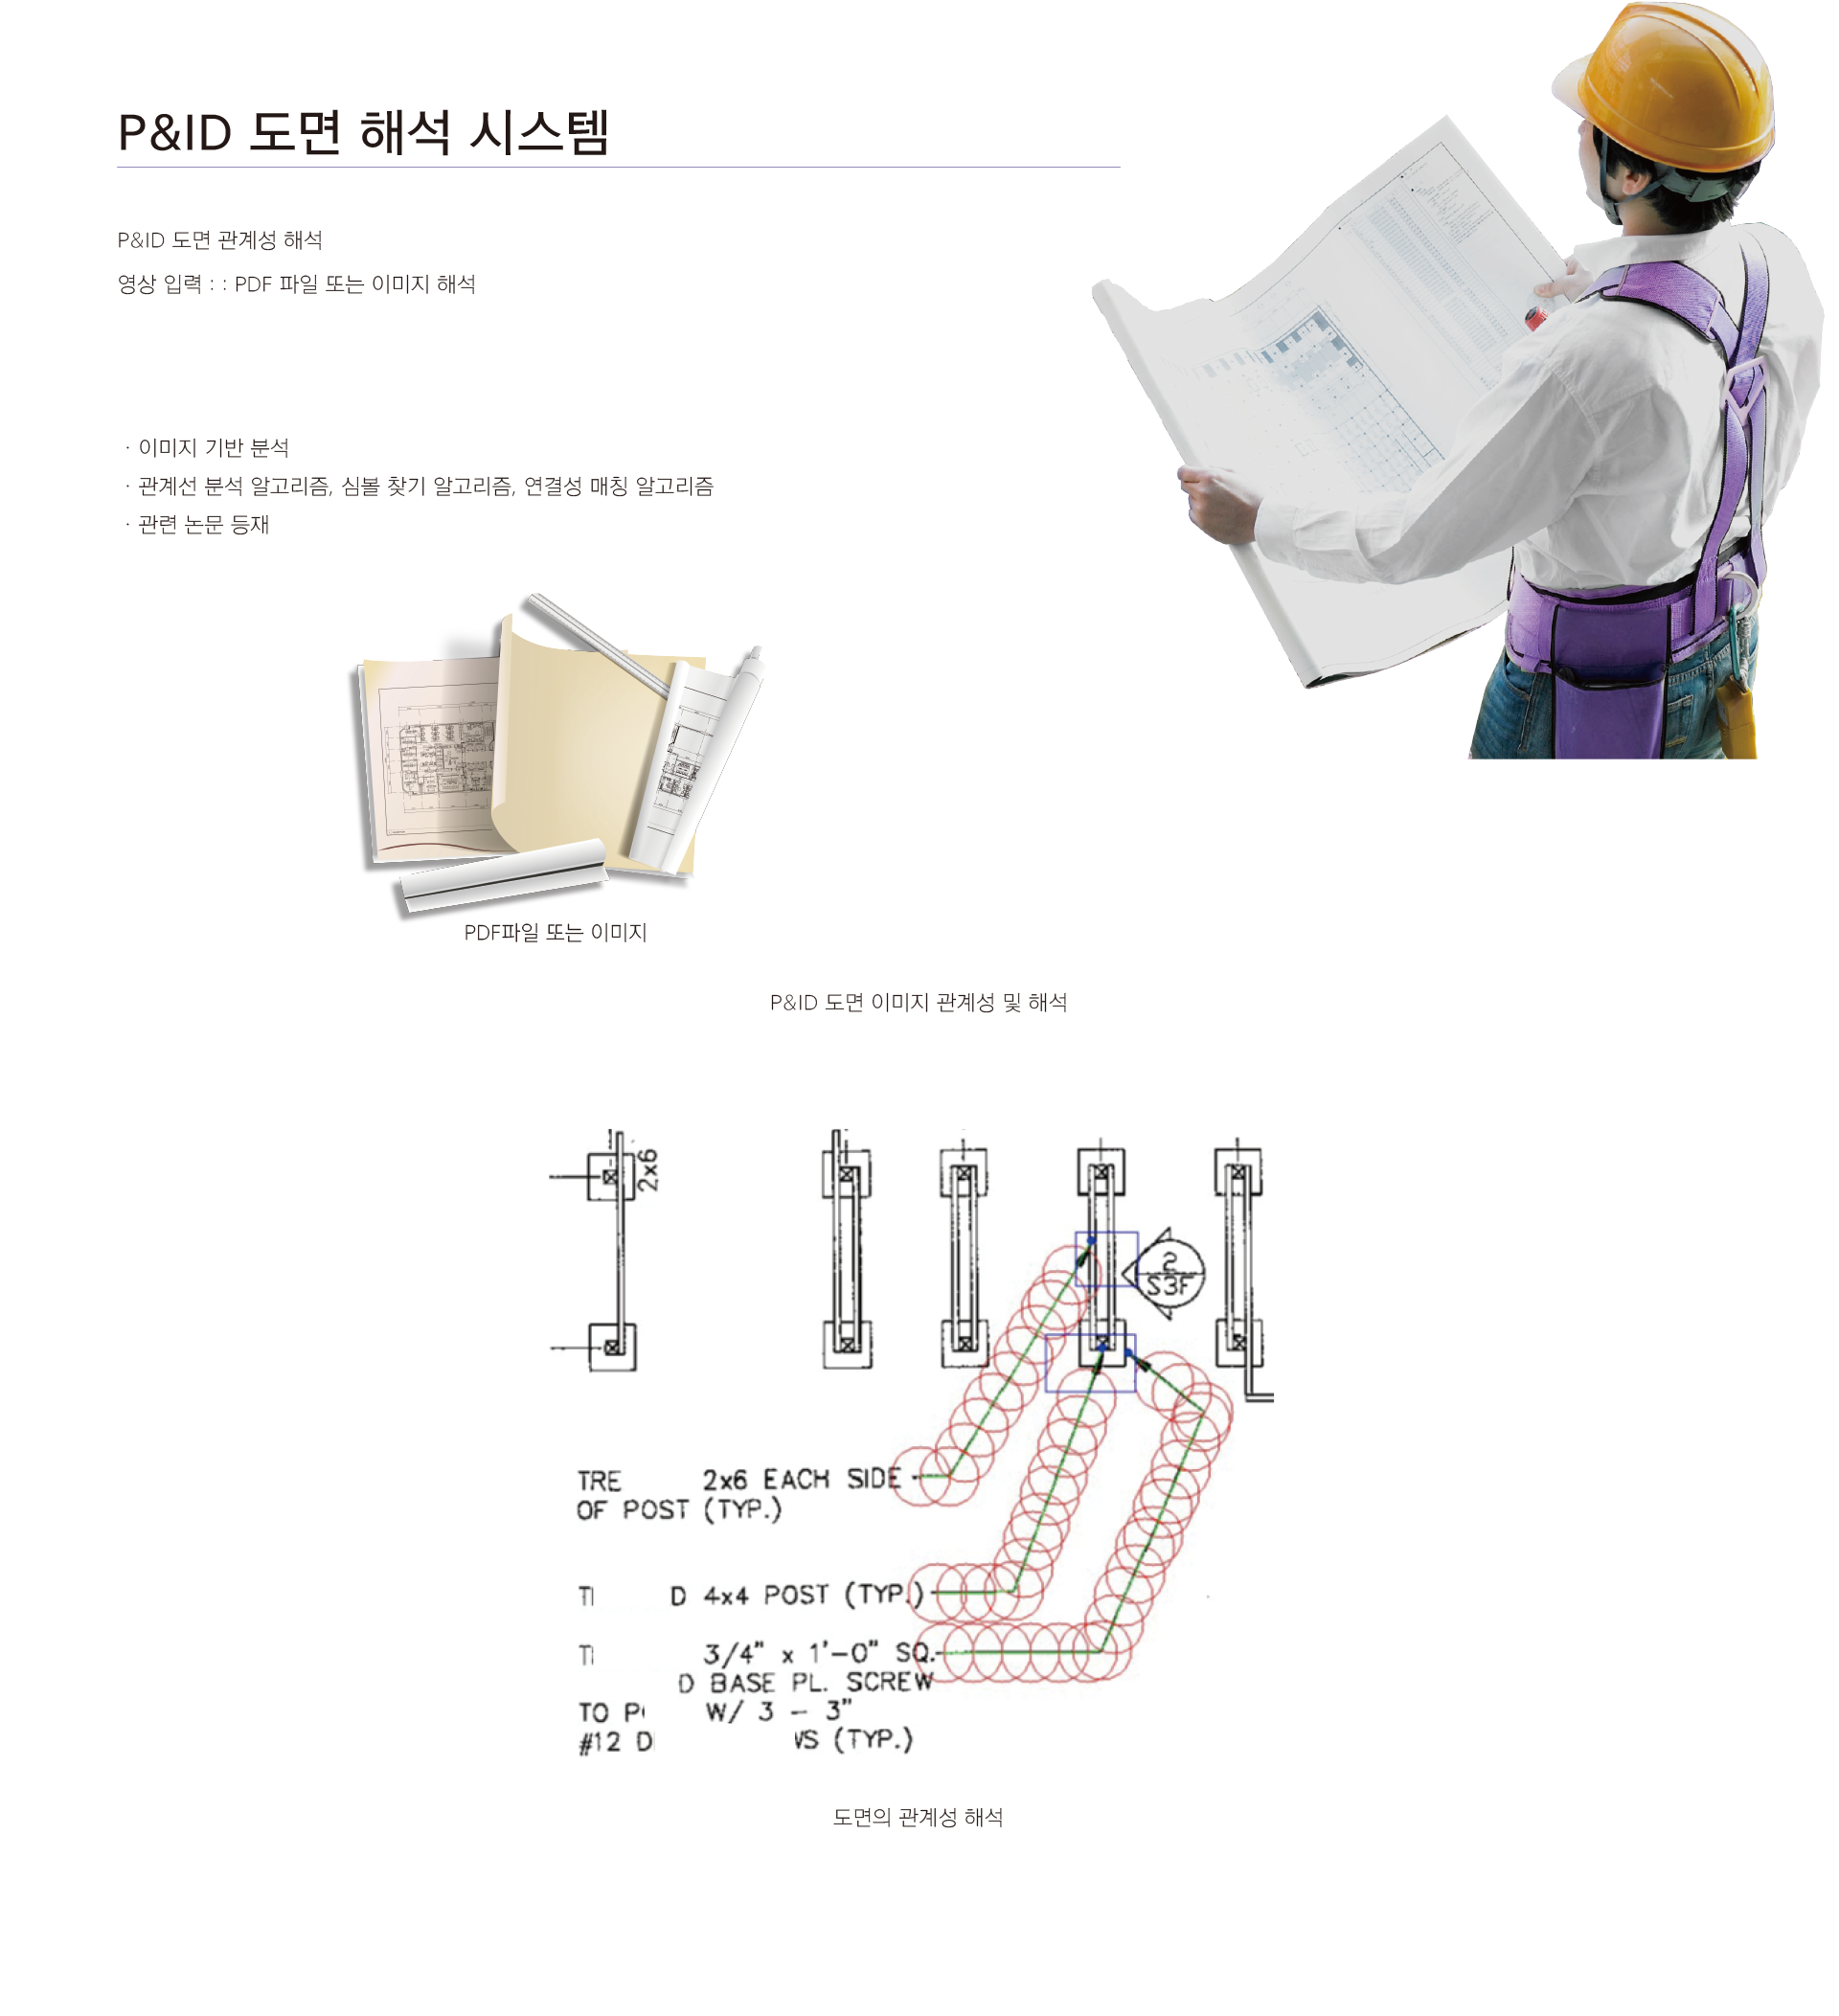 P&ID 도면 해석 시스템
P&ID 도면 관계성 해석
영상 입력 : : PDF 파일 또는 이미지 해석
· 이미지 기반 분석
· 관계선 분석 알고리즘, 심볼 찾기 알고리즘, 연결성 매칭 알고리즘
· 관련 논문 등재
PDF파일 또는 이미지
P&ID 도면 이미지 관계성 및 해석
2x6
2
S3F
TRE 2x6 EACH SIDE
OF POST (TYP.)
D 4x4 POST (TYP.)
3/4" x 1'-0" SQ.
D BASE PL. SCREW
TO W/ 3 - 3"
#12 (TYP.)
도면의 관계성 해석